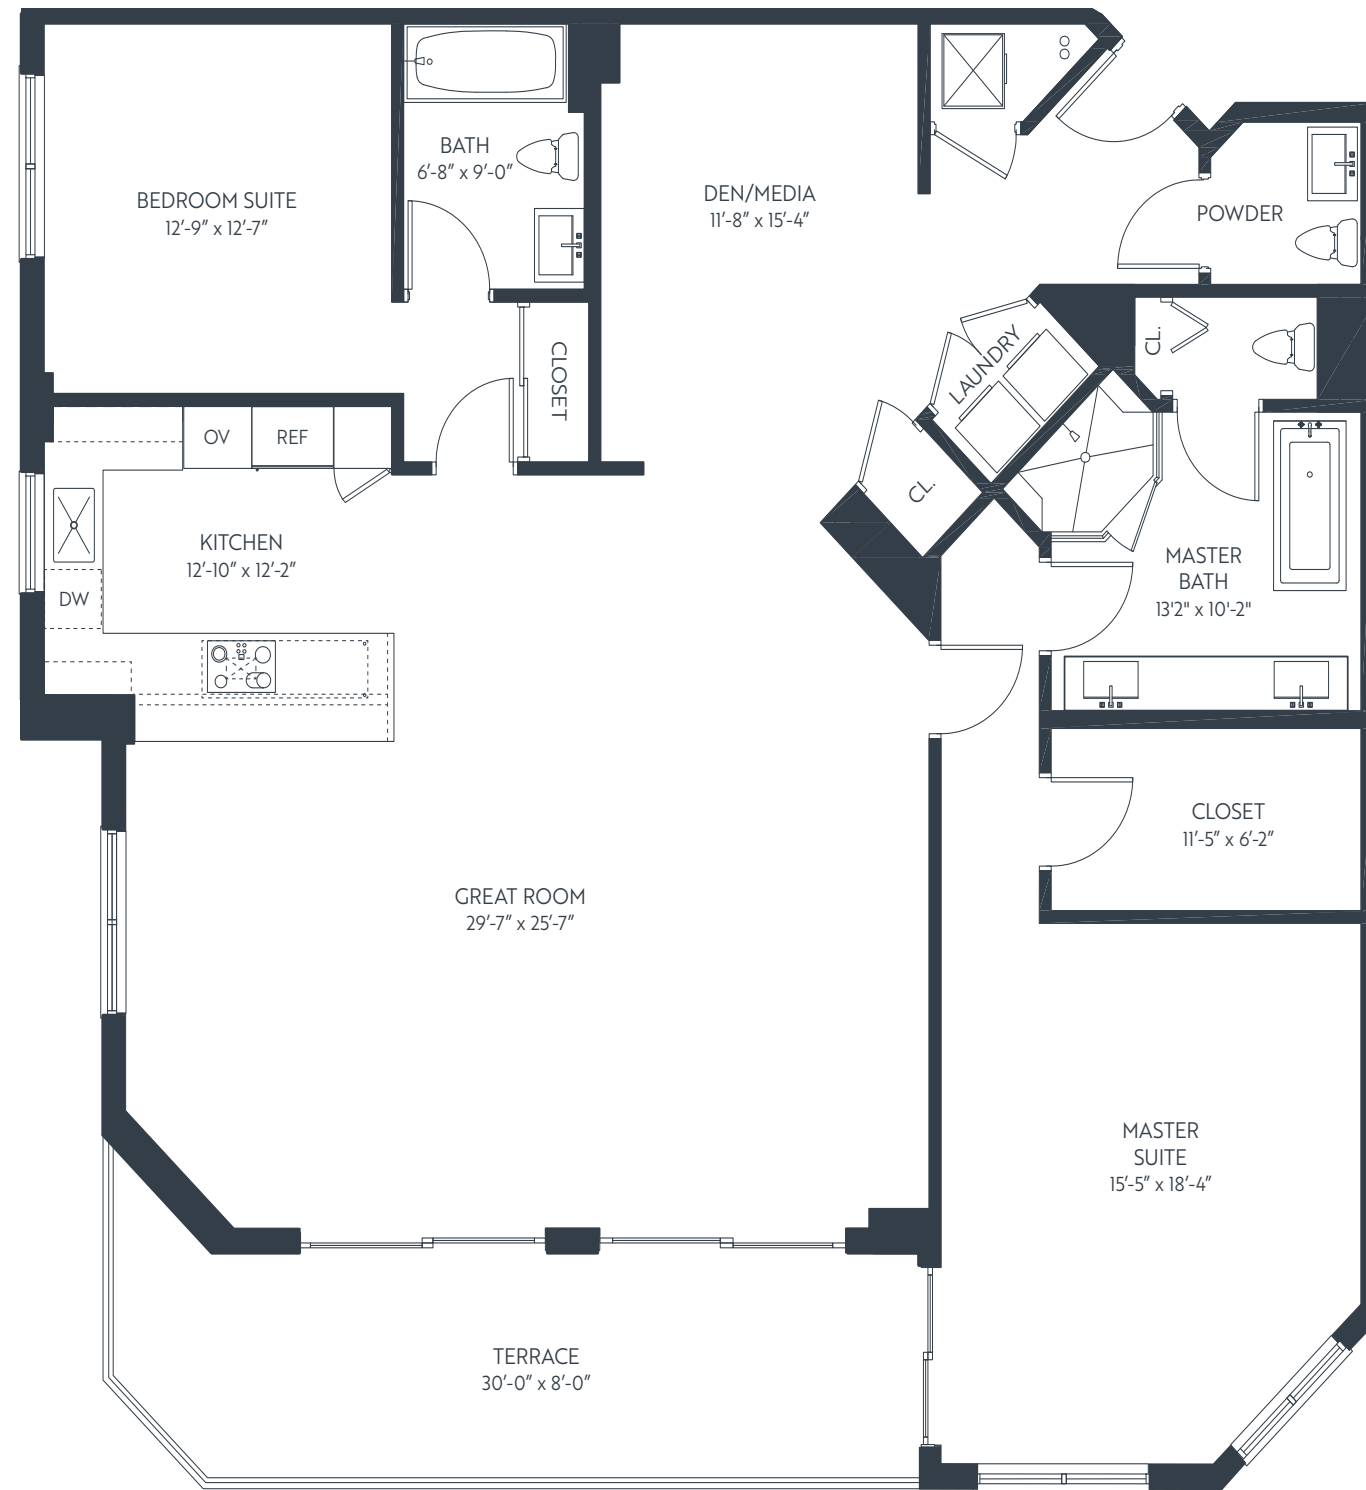 BATH
6'-8" x 9'-0"
BEDROOM SUITE
12'-9" x 12'-7"
DEN/MEDIA
11'-8" x 15'-4"
POWDER
CL.
LAUNDRY
CLOSET
OV
REF
CL.
KITCHEN
12'-10" x 12'-2"
DW
MASTER
BATH
13'2" x 10'-2"
CLOSET
11'-5" x 6'-2"
GREAT ROOM
29'-7" x 25'-7"
MASTER
SUITE
15'-5" x 18'-4"
TERRACE
30'-0" x 8'-0"